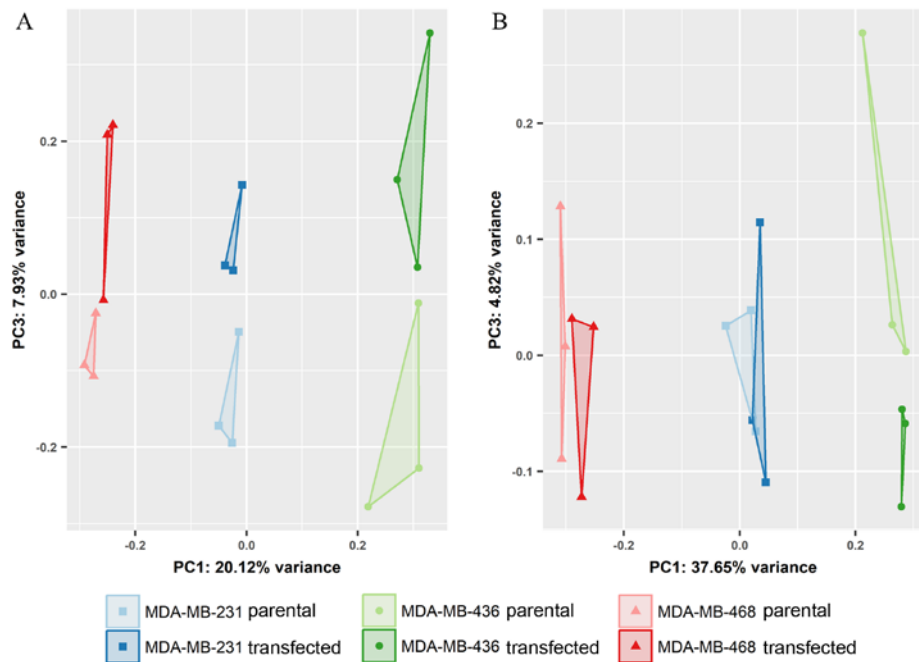 A
B
0.2
0.0
-0.2
PC3: 7.93% variance
-0.2
0.0
0.2
PC1: 20.12% variance
0.2
0.1
0.0
-0.1
PC3: 4.82% variance
-0.2
0.0
0.2
PC1: 37.65% variance
MDA-MB-231 parental
MDA-MB-436 parental
MDA-MB-468 parental
MDA-MB-231 transfected
MDA-MB-436 transfected
MDA-MB-468 transfected